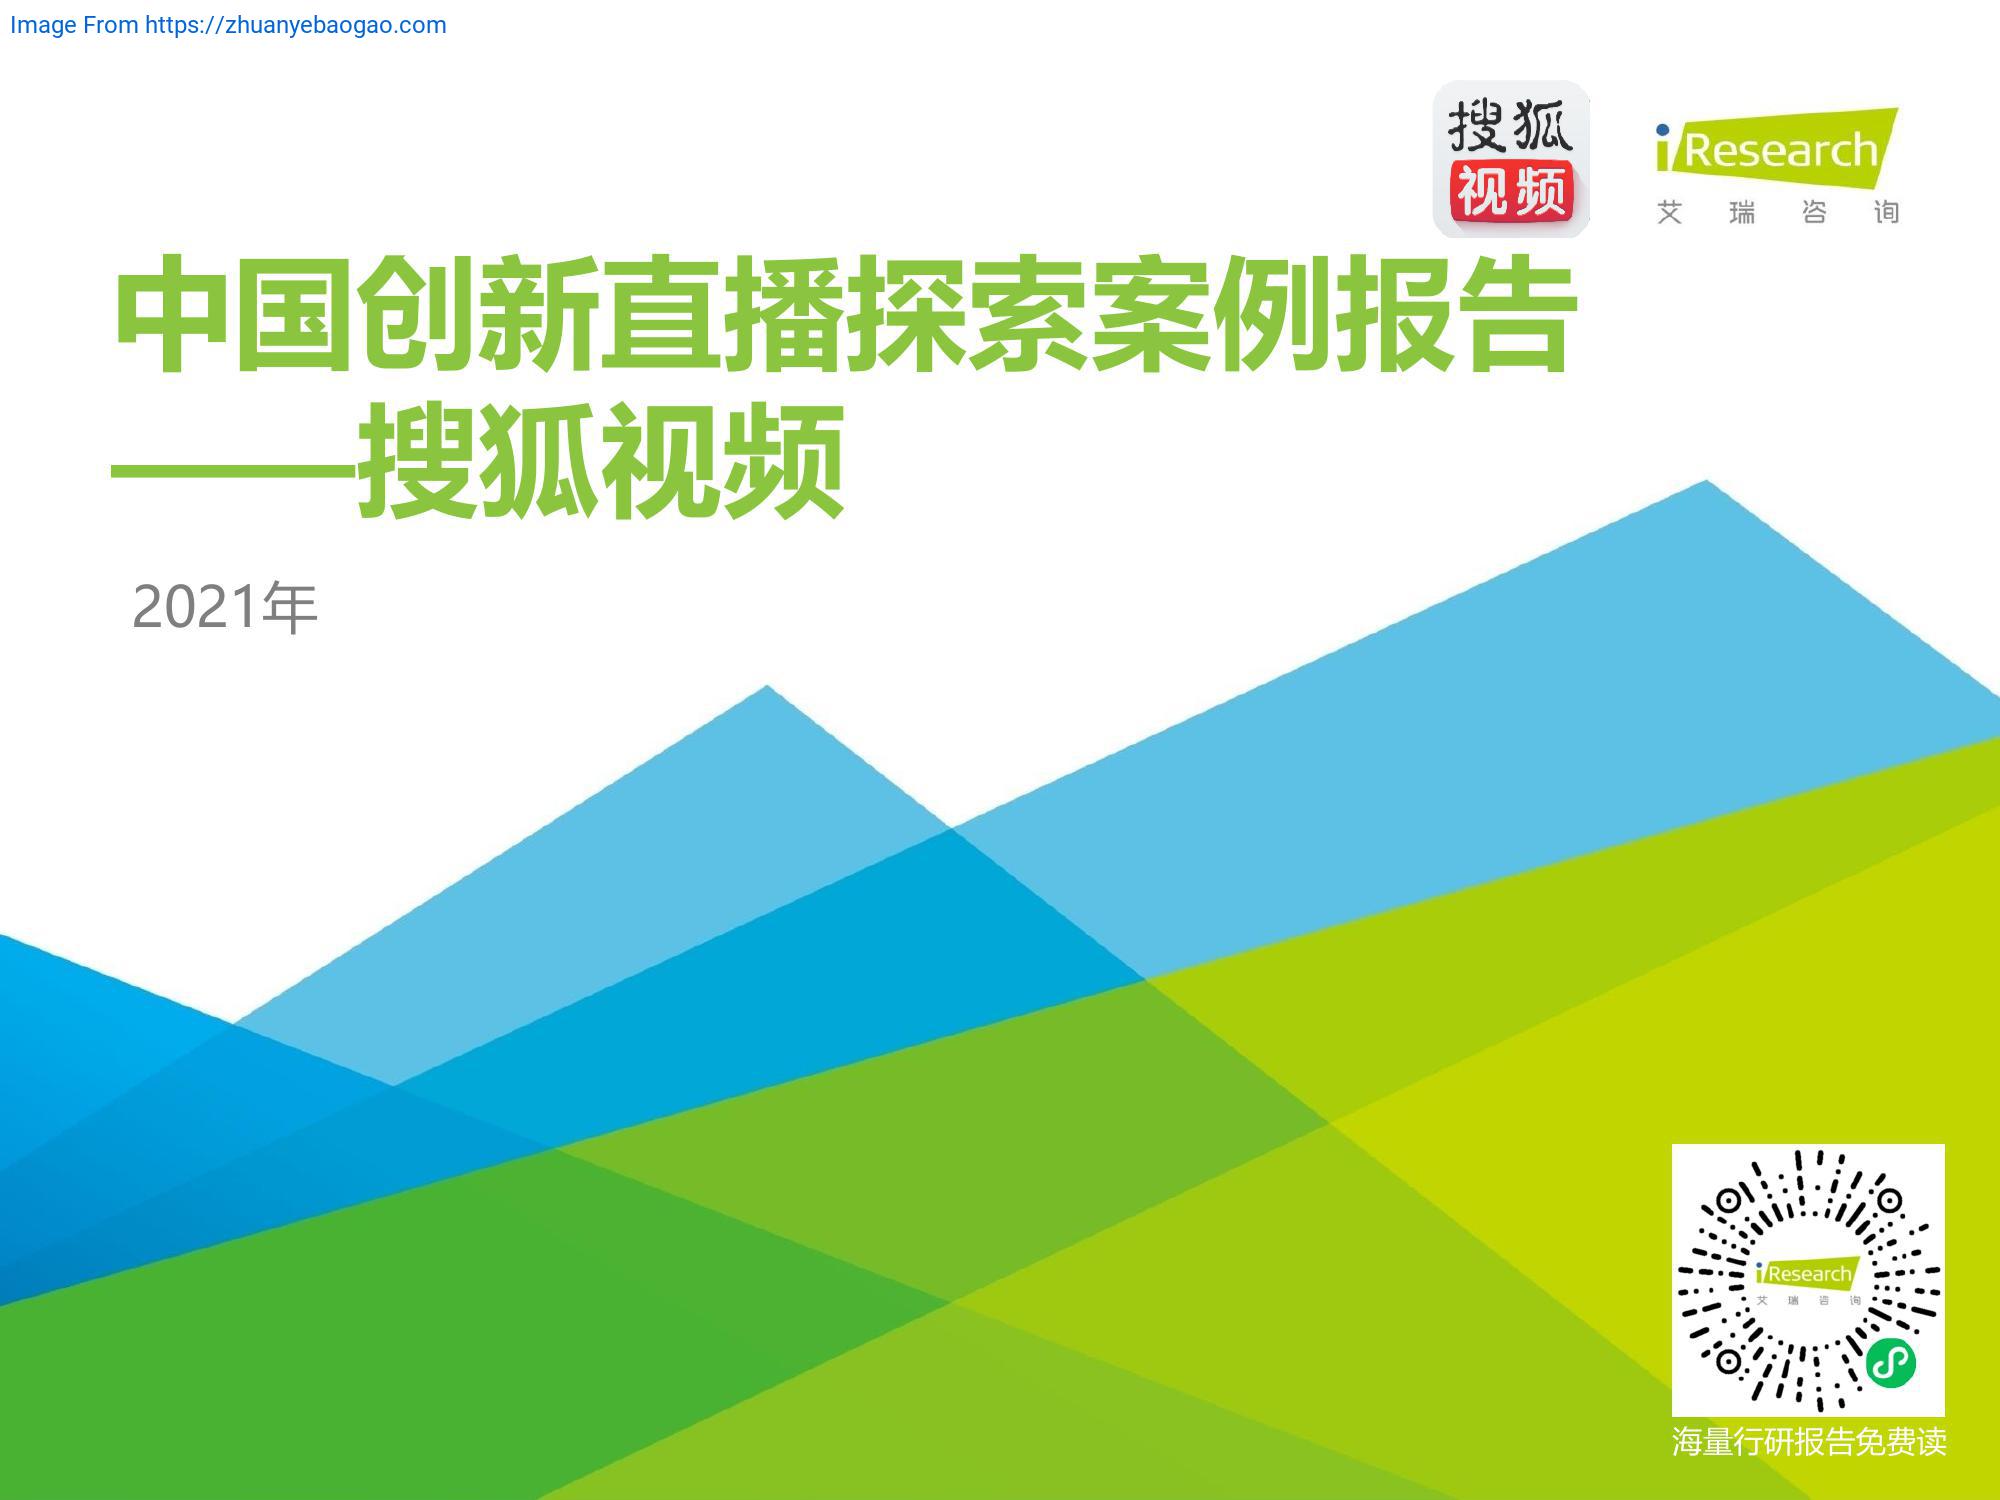 Image From https://zhuanyebaogao.com
搜狐
视频
iResearch
艾瑞咨询
中国创新直播探索案例报告
——搜狐视频
2021年
iResearch
艾瑞咨询
海量行研报告免费读